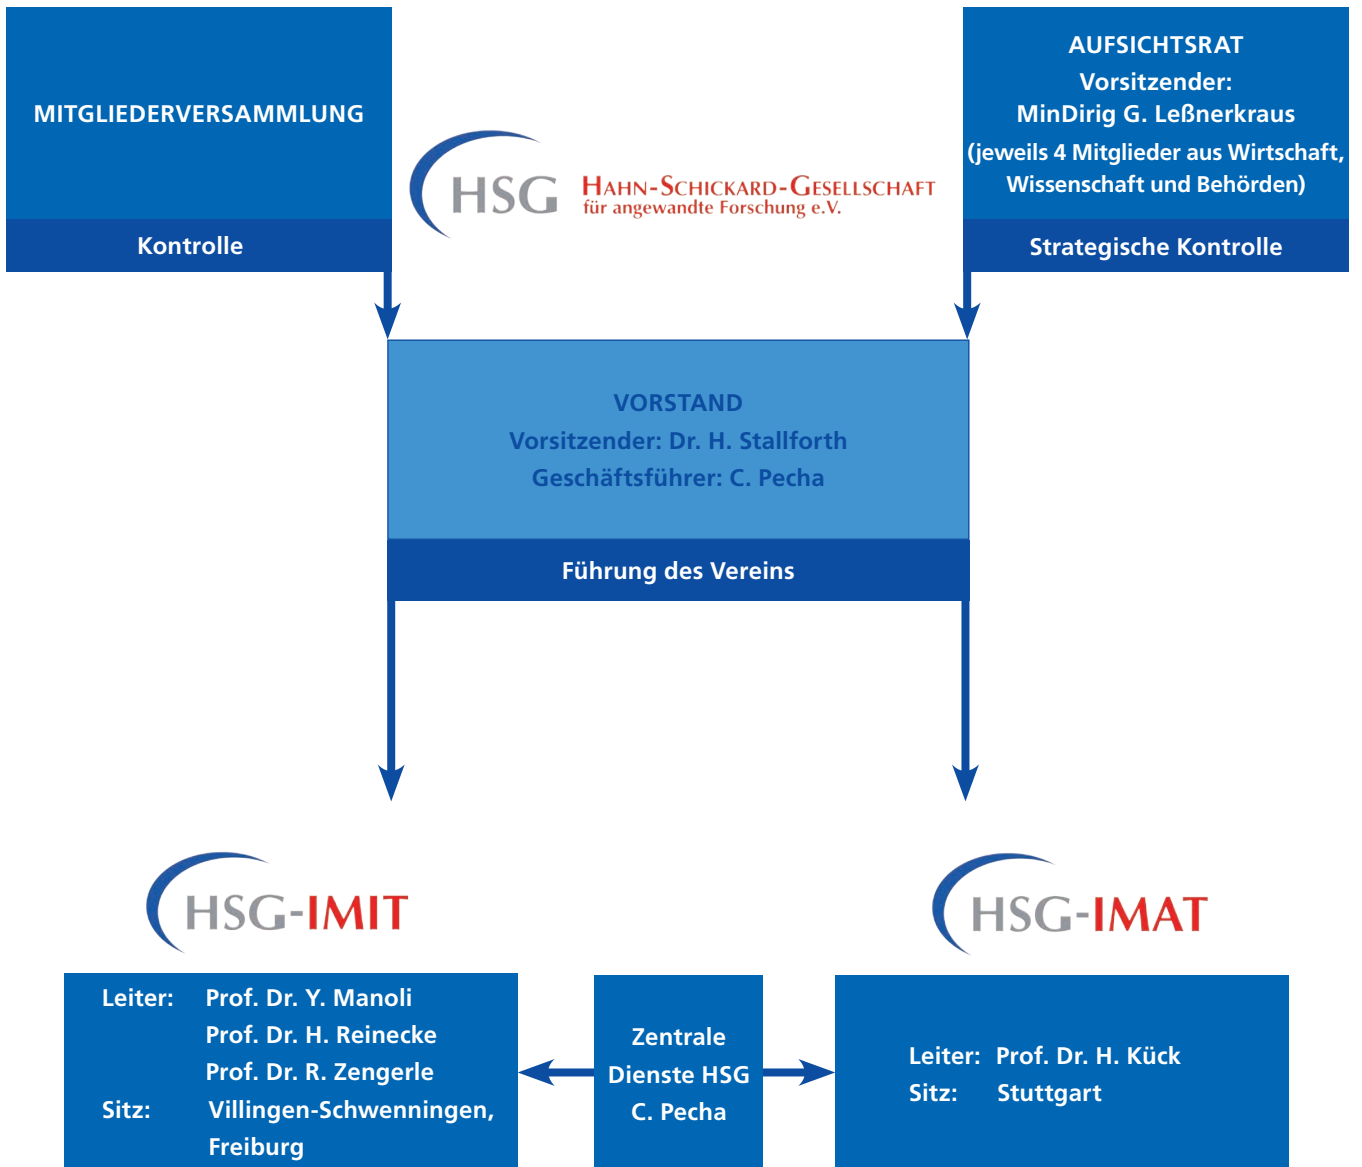 MITGLIEDERVERSAMMLUNG
Kontrolle
AUFSICHTSRAT
Vorsitzender:
MinDirig G. Leßnerkraus
(jeweils 4 Mitglieder aus Wirtschaft,
Wissenschaft und Behörden)
Strategische Kontrolle
HSG HAHN-SCHICKARD-GESELLSCHAFT
für angewandte Forschung e.V.
VORSTAND
Vorsitzender: Dr. H. Stallforth
Geschäftsführer: C. Pecha
Führung des Vereins
HSG-IMIT
Leiter: Prof. Dr. Y. Manoli
Prof. Dr. H. Reinecke
Prof. Dr. R. Zengerle
Sitz: Villingen-Schwenningen,
Freiburg
Zentrale
Dienste HSG
C. Pecha
HSG-IMAT
Leiter: Prof. Dr. H. Kück
Sitz: Stuttgart